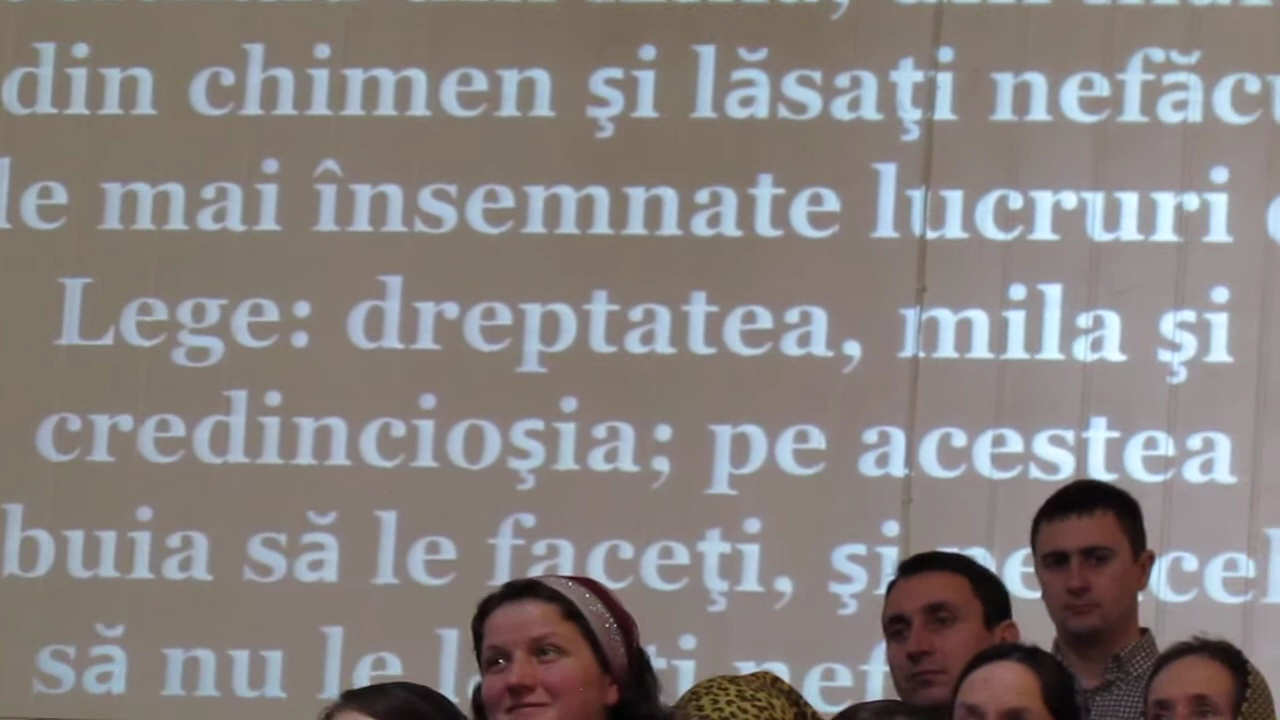 din chimen şi lăsaţi nefăcu
le mai însemnate lucruri
Lege: dreptatea, mila şi
credincioşia; pe acestea
buia să le faceţi, şi
să nu le